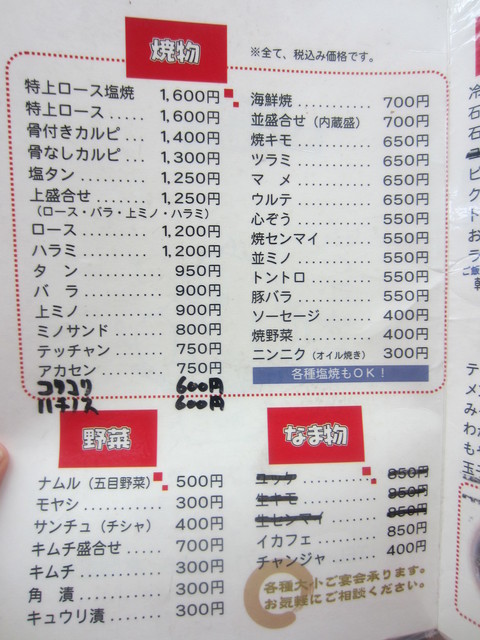 焼物
※全て、税込み価格です。
特上ロース塩焼 1,600円
特上ロース..... 1,600円
骨付きカルビ... 1,400円
骨なしカルビ... 1,300円
塩タン ......... 1,250円
上盛合せ ....... 1,250円
(ロース・バラ・上ミノ・ハラミ)
ロース ......... 1,200円
ハラミ ......... 1,200円
タ ン .......... 950円
バ ラ .......... 900円
上ミノ .......... 900円
ミノサンド ...... 800円
テッチャン ...... 750円
アカセン ........ 750円
コリコリ 600円
ハチノス 600円
海鮮焼 ........... 700円
並盛合せ (内蔵盛) 700円
焼キモ ........... 650円
ツラミ ........... 650円
マ メ ........... 650円
ウルテ ........... 650円
心ぞう ........... 550円
焼センマイ ....... 550円
並ミノ ........... 550円
トントロ ......... 550円
豚バラ ........... 550円
ソーセージ ....... 400円
焼野菜 ........... 400円
ニンニク (オイル焼き) 300円
各種塩焼もOK!
野菜
ナムル (五目野菜) 500円
モヤシ ........... 300円
サンチュ (チシャ) 400円
キムチ盛合せ ..... 700円
キムチ ........... 300円
角 漬 ........... 300円
キュウリ漬 ....... 300円
なま物
ユッケ ........... 850円
生キモ ........... 950円
生センマイ ....... 950円
イカフェ ......... 850円
チャンジャ ....... 400円
各種大小ご宴会承ります。
お気軽にご相談ください。
冷
石
石
ビ
ク
ト
お
ラ
ご飯
テ
メ
み
わ
も
玉